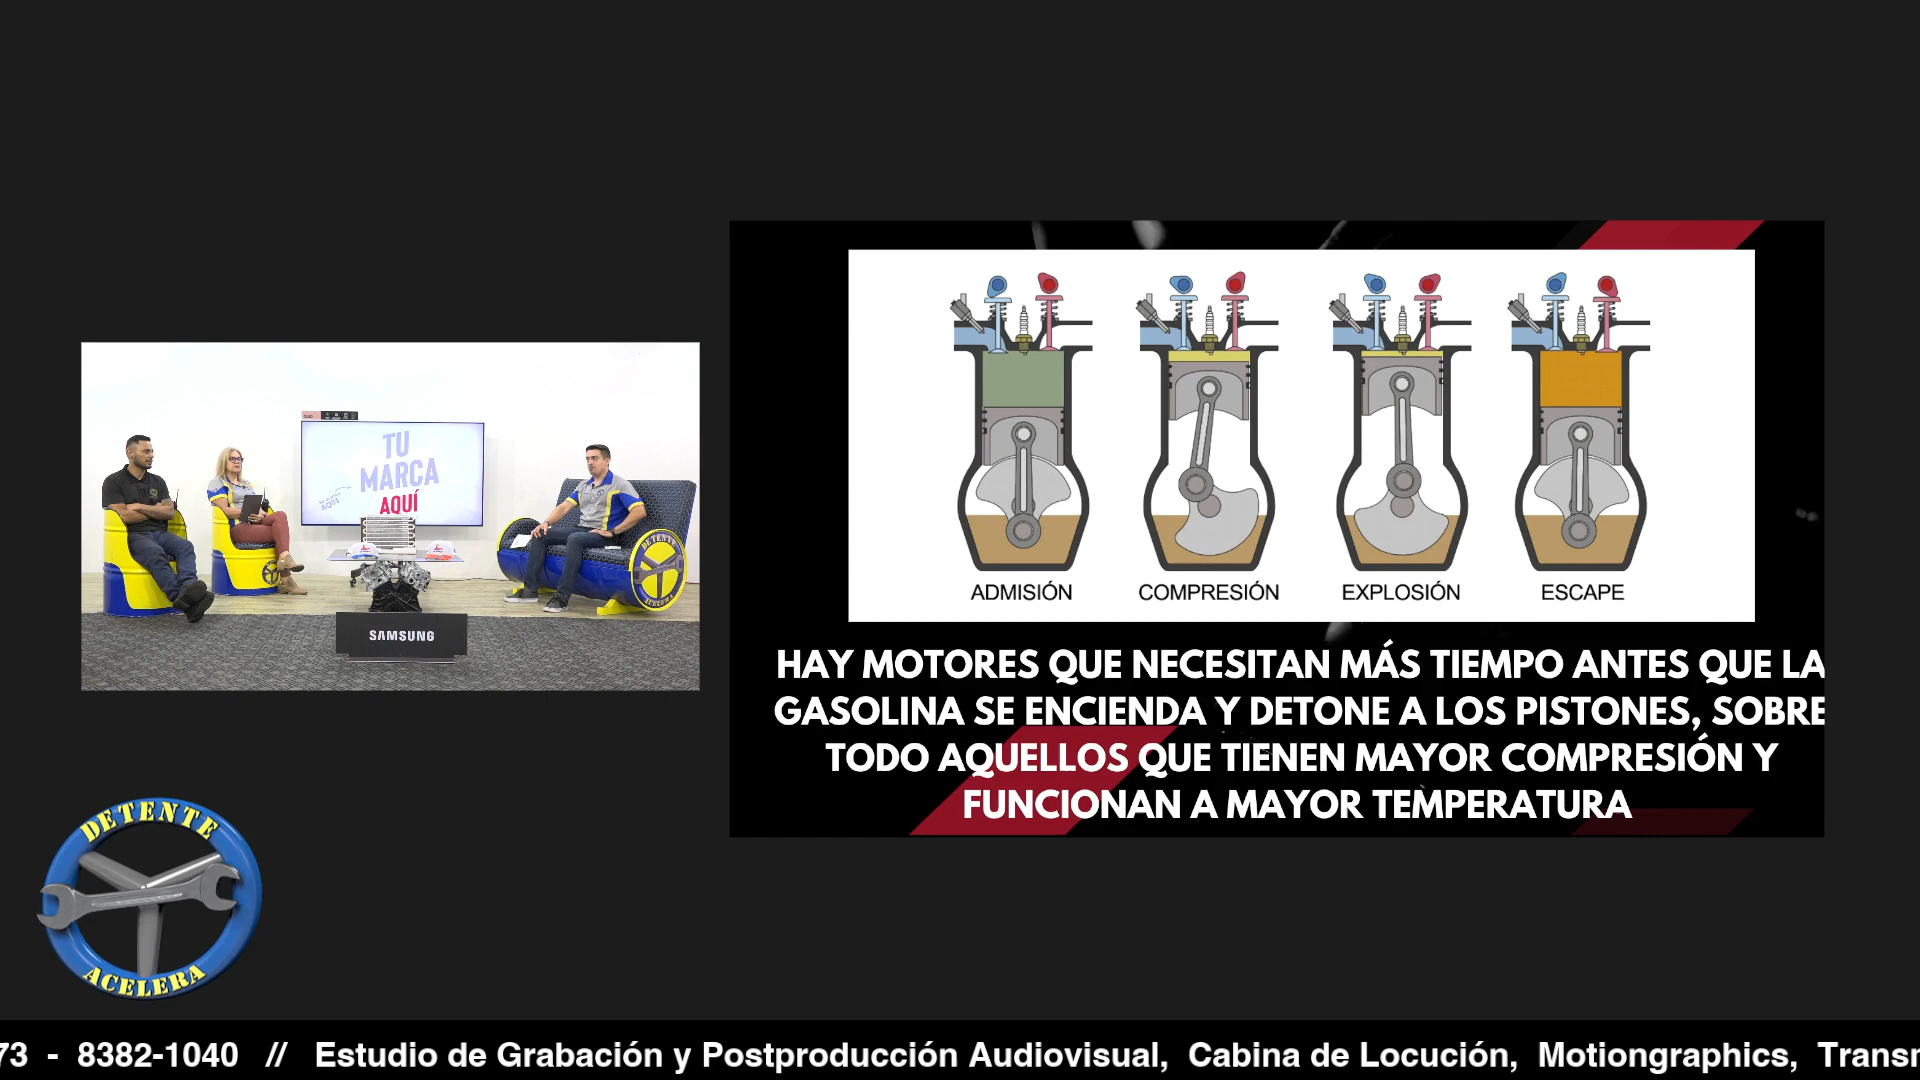 TU
MARCA
AQUÍ
SAMSUNG
DETENTE
ACELERA
ADMISIÓN
COMPRESIÓN
EXPLOSIÓN
ESCAPE
HAY MOTORES QUE NECESITAN MÁS TIEMPO ANTES QUE LA
GASOLINA SE ENCIENDA Y DETONE A LOS PISTONES, SOBRE
TODO AQUELLOS QUE TIENEN MAYOR COMPRESIÓN Y
FUNCIONAN A MAYOR TEMPERATURA
DETENTE
ACELERA
73 - 8382-1040 // Estudio de Grabación y Postproducción Audiovisual, Cabina de Locución, Motiongraphics, Transm